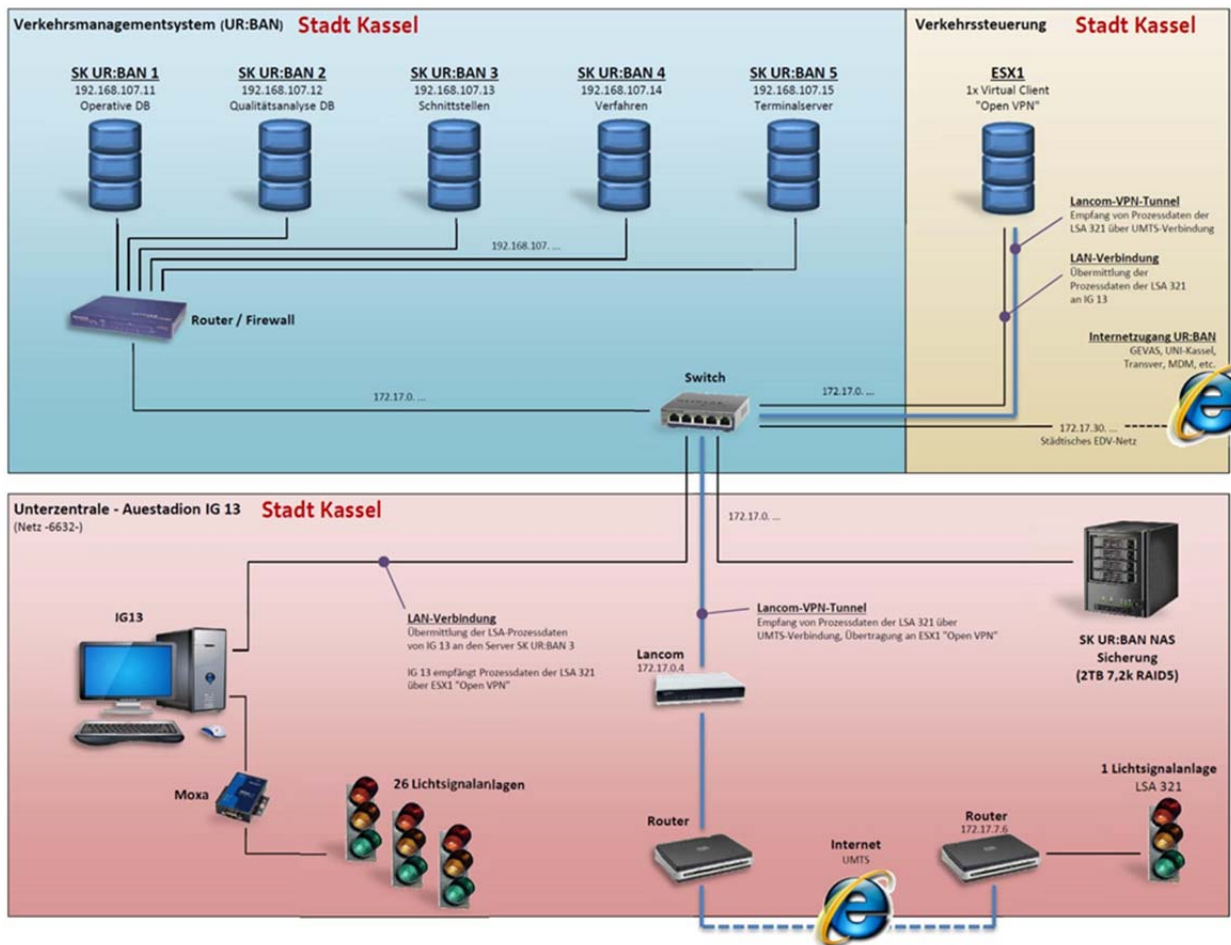 Verkehrsmanagementsystem (UR:BAN) Stadt Kassel
SK UR:BAN 1
192.168.107.11
Operative DB
SK UR:BAN 2
192.168.107.12
Qualitätsanalyse DB
SK UR:BAN 3
192.168.107.13
Schnittstellen
SK UR:BAN 4
192.168.107.14
Verfahren
SK UR:BAN 5
192.168.107.15
Terminalserver
192.168.107. ...
Router / Firewall
172.17.0. ...
Switch
Verkehrssteuerung Stadt Kassel
ESX1
1x Virtual Client
"Open VPN"
Lancom-VPN-Tunnel
Empfang von Prozessdaten der
LSA 321 über UMTS-Verbindung
LAN-Verbindung
Übermittlung der
Prozessdaten der LSA 321
an IG 13
Internetzugang UR:BAN
GEVAS, UNI-Kassel,
Transver, MDM, etc.
172.17.0. ...
172.17.30. ...
Städtisches EDV-Netz
Unterzentrale - Auestadion IG 13 Stadt Kassel
(Netz -6632-)
172.17.0. ...
IG13
LAN-Verbindung
Übermittlung der LSA-Prozessdaten
von IG 13 an den Server SK UR:BAN 3
IG 13 empfängt Prozessdaten der LSA 321
über ESX1 "Open VPN"
Lancom-VPN-Tunnel
Empfang von Prozessdaten der LSA 321 über
UMTS-Verbindung, Übertragung an ESX1 "Open VPN"
Lancom
172.17.0.4
SK UR:BAN NAS
Sicherung
(2TB 7,2k RAID5)
Moxa
26 Lichtsignalanlagen
Router
Internet
UMTS
Router
172.17.7.6
1 Lichtsignalanlage
LSA 321